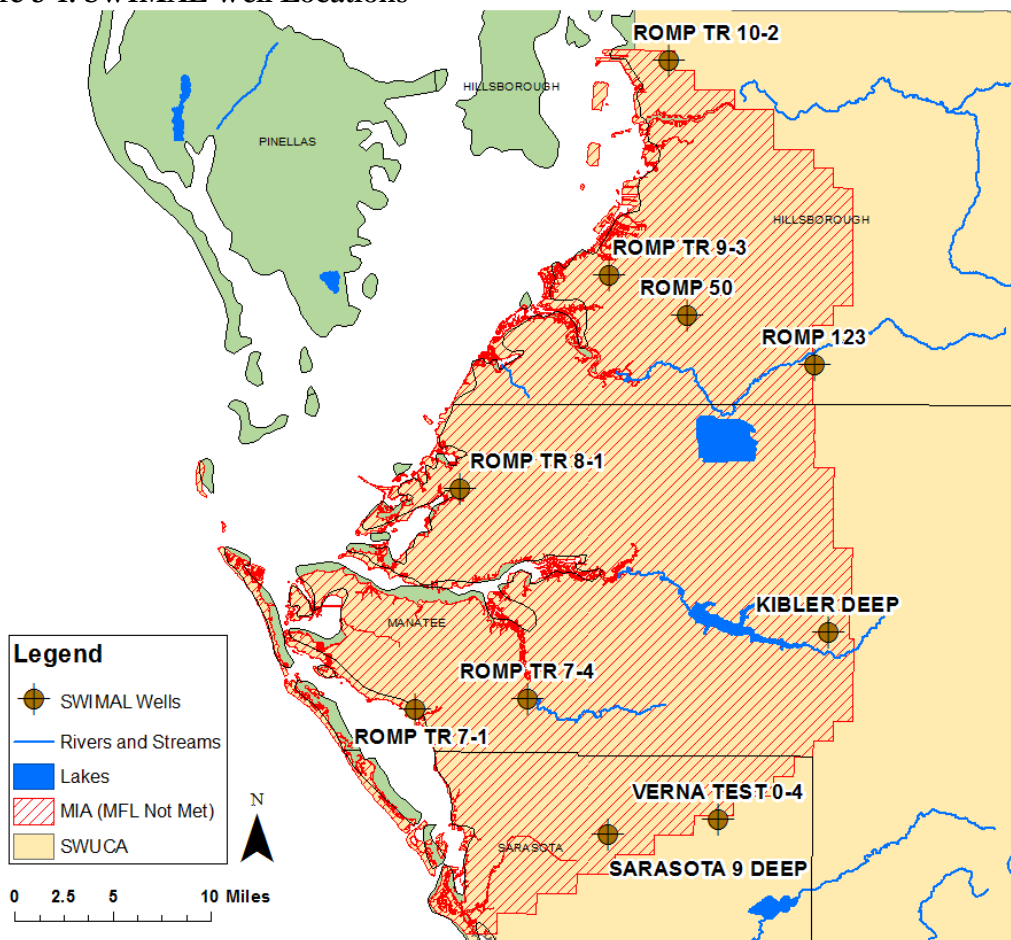 ROMP TR 10-2
HILLSBOROUGH
PINELLAS
HILLSBOROUGH
ROMP TR 9-3
ROMP 50
ROMP 123
ROMP TR 8-1
KIBLER DEEP
MANATEE
ROMP TR 7-4
ROMP TR 7-1
VERNA TEST 0-4
SARASOTA
SARASOTA 9 DEEP
Legend
SWIMAL Wells
Rivers and Streams
Lakes
MIA (MFL Not Met)
SWUCA
N
0 2.5 5 10 Miles